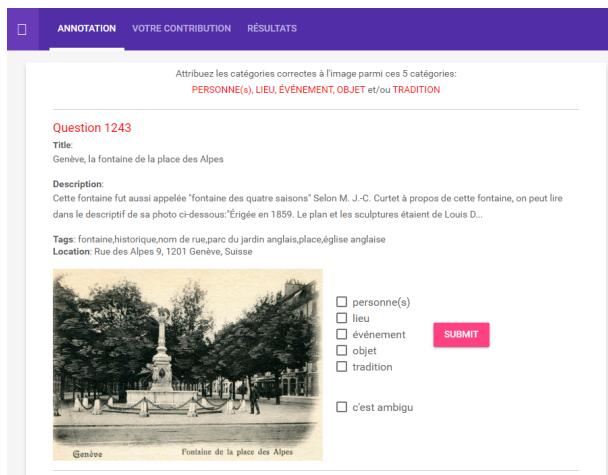 ANNOTATION VOTRE CONTRIBUTION RÉSULTATS
Attribuez les catégories correctes à l'image parmi ces 5 catégories:
PERSONNE(s), LIEU, ÉVÉNEMENT, OBJET et/ou TRADITION
Question 1243
Title:
Genève, la fontaine de la place des Alpes
Description:
Cette fontaine fut aussi appelée "fontaine des quatre saisons" Selon M. J.-C. Curtet à propos de cette fontaine, on peut lire
dans le descriptif de sa photo ci-dessous:"Érigée en 1859. Le plan et les sculptures étaient de Louis D...
Tags: fontaine,historique,nom de rue,parc du jardin anglais,place,église anglaise
Location: Rue des Alpes 9, 1201 Genève, Suisse
personne(s)
lieu
événement
objet
tradition
SUBMIT
c'est ambigu
Genève
Fontaine de la place des Alpes